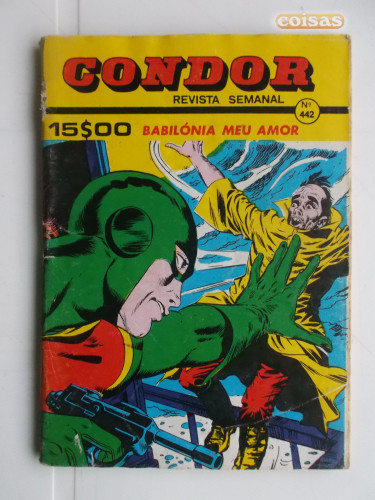 coisas
CONDOR
REVISTA SEMANAL
Nº
442
15$00
BABILÓNIA MEU AMOR